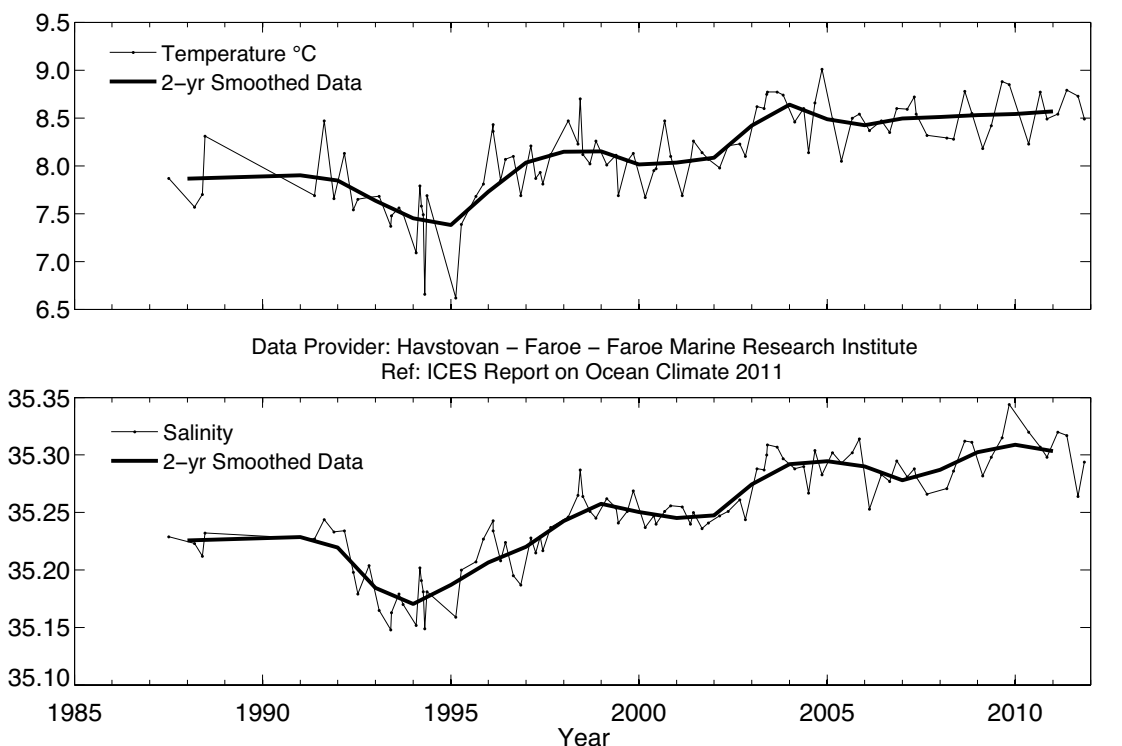 9.5
9.0
8.5
8.0
7.5
7.0
6.5
Temperature °C
2−yr Smoothed Data
Data Provider: Havstovan − Faroe − Faroe Marine Research Institute
Ref: ICES Report on Ocean Climate 2011
35.35
35.30
35.25
35.20
35.15
35.10
Salinity
2−yr Smoothed Data
1985 1990 1995 2000 2005 2010
Year